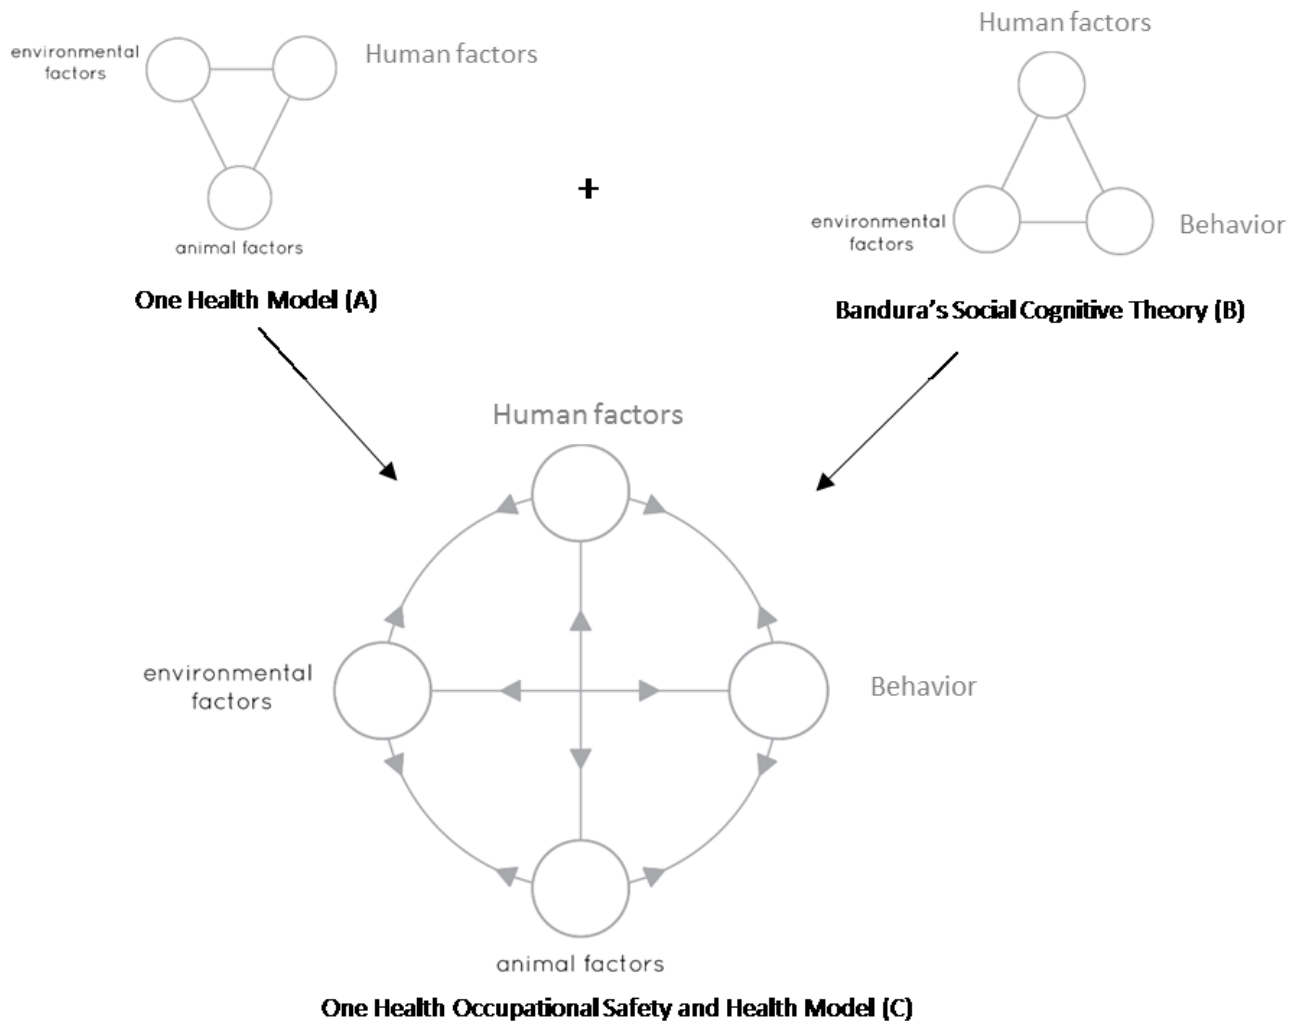 environmental
factors
Human factors
animal factors
One Health Model (A)
+
Human factors
environmental
factors
Behavior
Bandura's Social Cognitive Theory (B)
Human factors
environmental
factors
Behavior
animal factors
One Health Occupational Safety and Health Model (C)